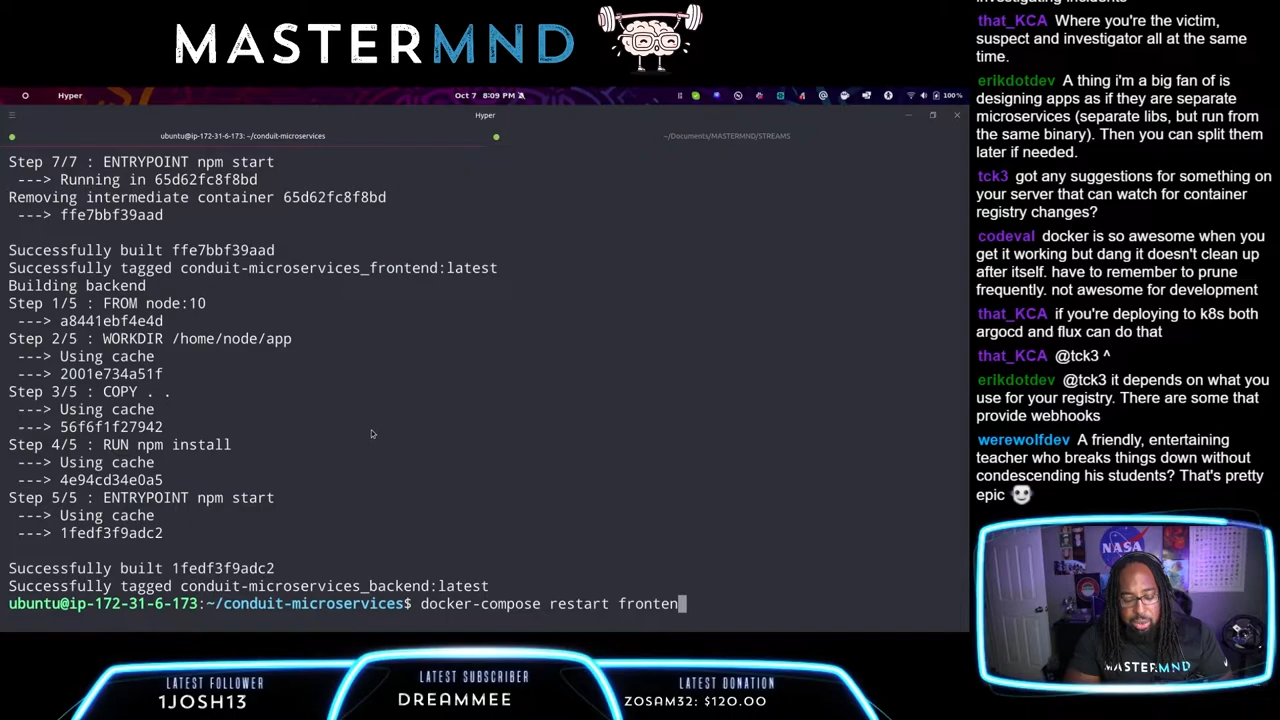 MASTERMND
Hyper
Oct 7 8:09 PM
100%
Hyper
ubuntu@ip-172-31-6-173: ~/conduit-microservices
~/Documents/MASTERMND/STREAMS
Step 7/7 : ENTRYPOINT npm start
---> Running in 65d62fc8f8bd
Removing intermediate container 65d62fc8f8bd
---> ffe7bbf39aad
Successfully built ffe7bbf39aad
Successfully tagged conduit-microservices_frontend:latest
Building backend
Step 1/5 : FROM node:10
---> a8441ebf4e4d
Step 2/5 : WORKDIR /home/node/app
---> Using cache
---> 2001e734a51f
Step 3/5 : COPY . .
---> Using cache
---> 56f6f1f27942
Step 4/5 : RUN npm install
---> Using cache
---> 4e94cd34e0a5
Step 5/5 : ENTRYPOINT npm start
---> Using cache
---> 1fedf3f9adc2
Successfully built 1fedf3f9adc2
Successfully tagged conduit-microservices_backend:latest
ubuntu@ip-172-31-6-173:~/conduit-microservices$ docker-compose restart fronten
investigating incidents
that_KCA Where you're the victim,
suspect and investigator all at the same
time.
erikdotdev A thing i'm a big fan of is
designing apps as if they are separate
microservices (separate libs, but run from
the same binary). Then you can split them
later if needed.
tck3 got any suggestions for something on
your server that can watch for container
registry changes?
codeval docker is so awesome when you
get it working but dang it doesn't clean up
after itself. have to remember to prune
frequently. not awesome for development
that_KCA if you're deploying to k8s both
argocd and flux can do that
that_KCA @tck3 ^
erikdotdev @tck3 it depends on what you
use for your registry. There are some that
provide webhooks
werewolfdev A friendly, entertaining
teacher who breaks things down without
condescending his students? That's pretty
epic
NASA
MASTERMND
LATEST FOLLOWER
1JOSH13
LATEST SUBSCRIBER
DREAMMEE
LATEST DONATION
ZOSAM32: $120.00